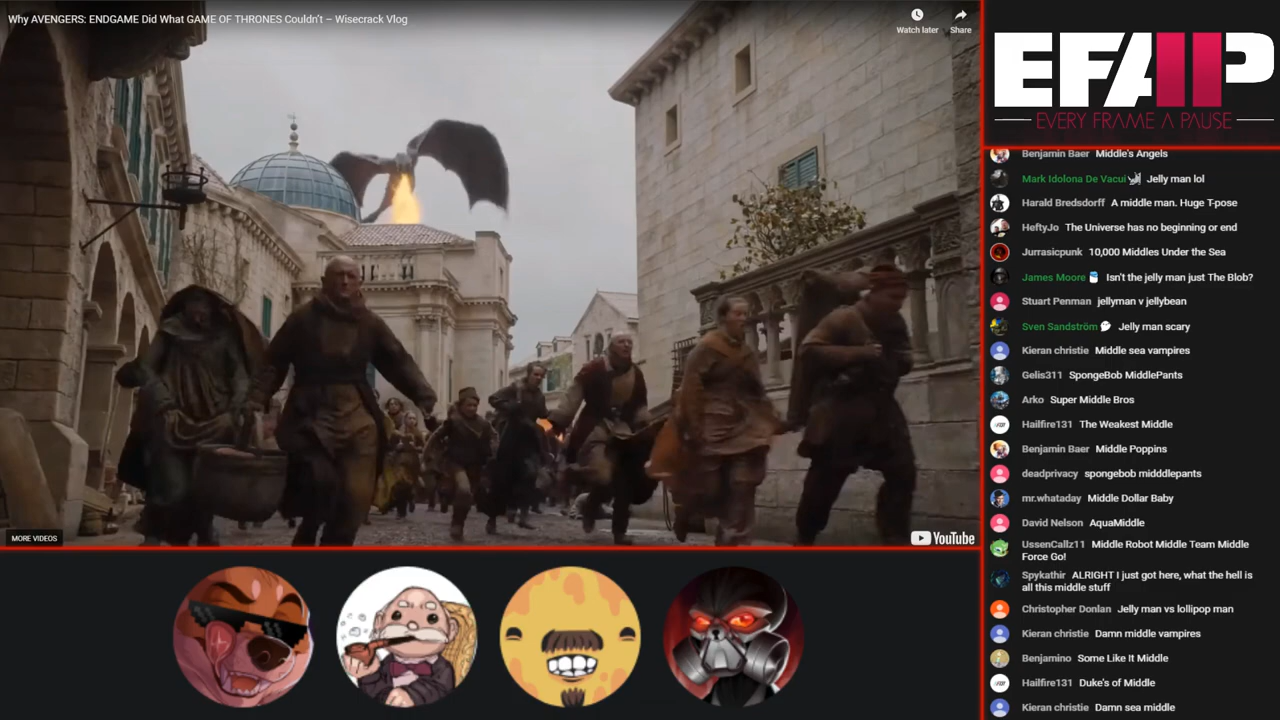 Why AVENGERS: ENDGAME Did What GAME OF THRONES Couldn't – Wisecrack Vlog
Watch later
Share
MORE VIDEOS
YouTube
EFAP
EVERY FRAME A PAUSE
Benjamin Baer Middle's Angels
Mark Idolona De Vacui Jelly man lol
Harald Bredsdorff A middle man. Huge T-pose
HeftyJo The Universe has no beginning or end
Jurrasicpunk 10,000 Middles Under the Sea
James Moore Isn't the jelly man just The Blob?
Stuart Penman jellyman v jellybean
Sven Sandström Jelly man scary
Kieran christie Middle sea vampires
Gelis311 SpongeBob MiddlePants
Arko Super Middle Bros
Hailfire131 The Weakest Middle
Benjamin Baer Middle Poppins
deadprivacy spongebob midddlepants
mr.whataday Middle Dollar Baby
David Nelson AquaMiddle
UssenCallz11 Middle Robot Middle Team Middle
Force Go!
Spykathir ALRIGHT I just got here, what the hell is
all this middle stuff
Christopher Donlan Jelly man vs lollipop man
Kieran christie Damn middle vampires
Benjamino Some Like It Middle
Hailfire131 Duke's of Middle
Kieran christie Damn sea middle